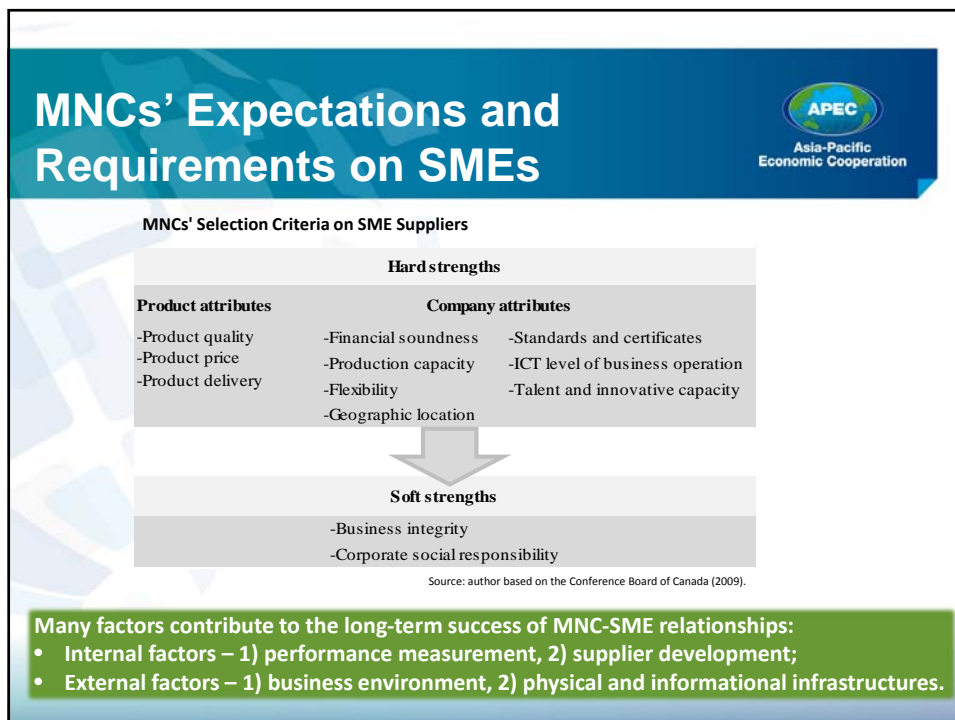 MNCs’ Expectations and
Requirements on SMEs
APEC
Asia-Pacific
Economic Cooperation
MNCs' Selection Criteria on SME Suppliers
Hard strengths
Product attributes
-Product quality
-Product price
-Product delivery
Company attributes
-Financial soundness
-Production capacity
-Flexibility
-Geographic location
-Standards and certificates
-ICT level of business operation
-Talent and innovative capacity
Soft strengths
-Business integrity
-Corporate social responsibility
Source: author based on the Conference Board of Canada (2009).
Many factors contribute to the long-term success of MNC-SME relationships:
• Internal factors – 1) performance measurement, 2) supplier development;
• External factors – 1) business environment, 2) physical and informational infrastructures.